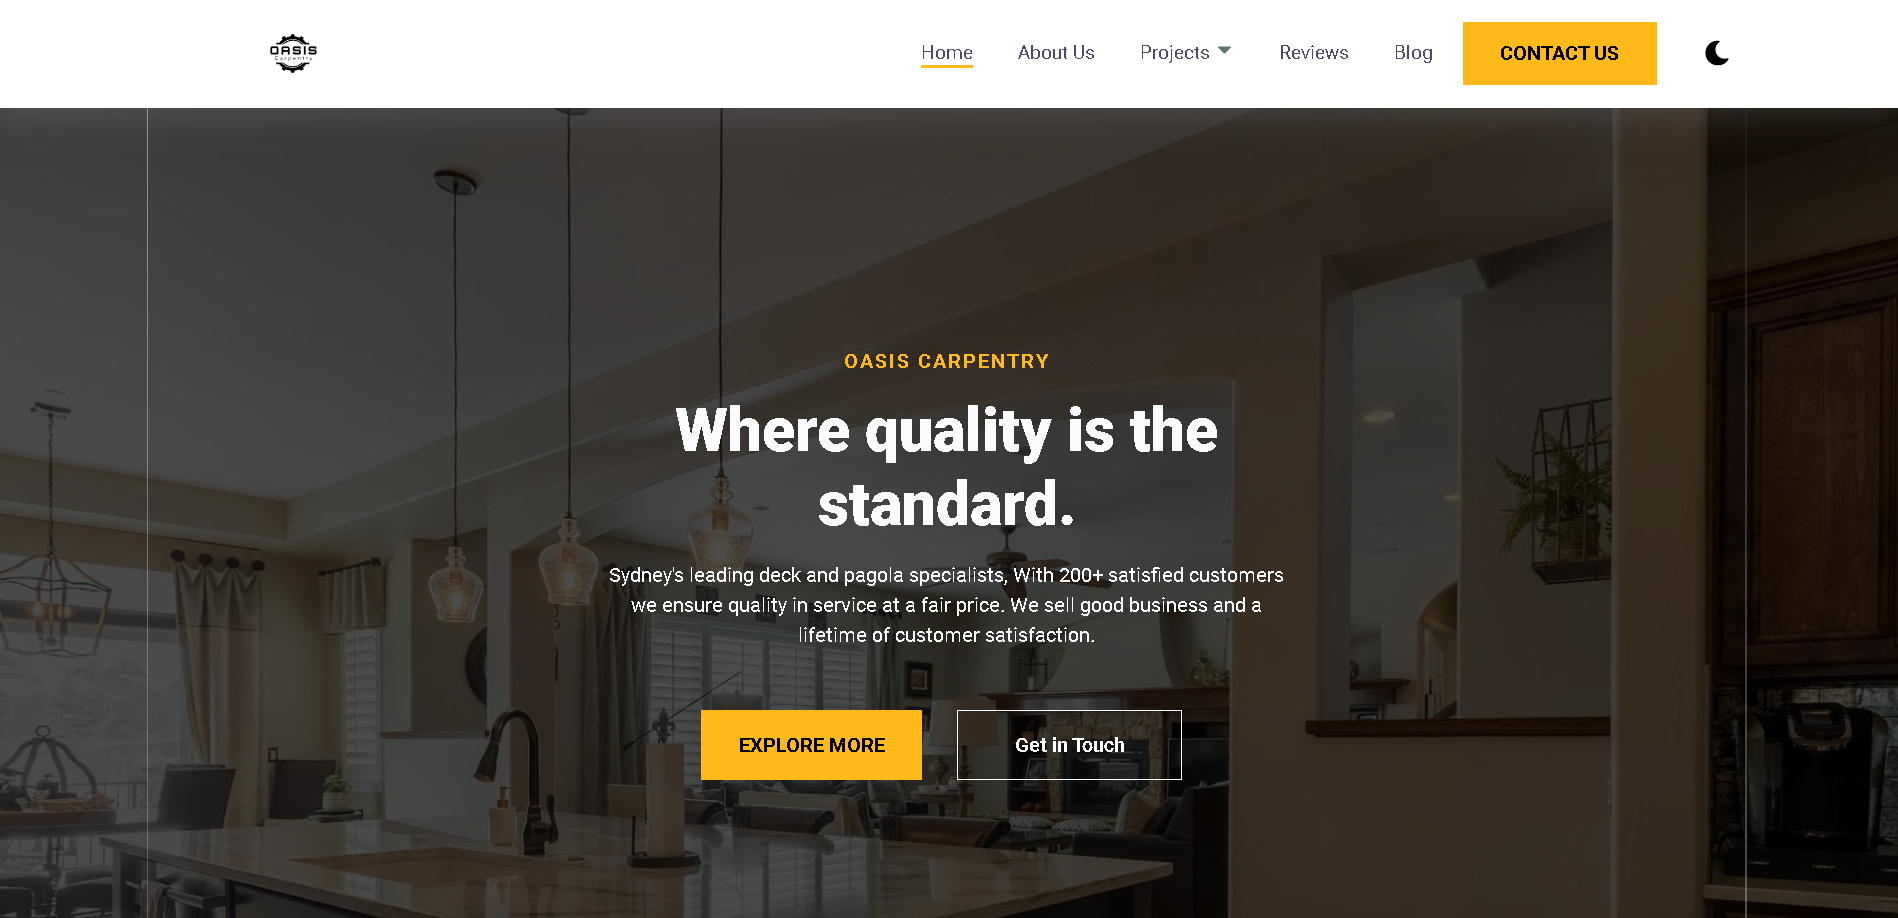 OASIS
Carpentry
Home
About Us
Projects
Reviews
Blog
CONTACT US
OASIS CARPENTRY
Where quality is the
standard.
Sydney's leading deck and pagola specialists, With 200+ satisfied customers
we ensure quality in service at a fair price. We sell good business and a
lifetime of customer satisfaction.
EXPLORE MORE
Get in Touch